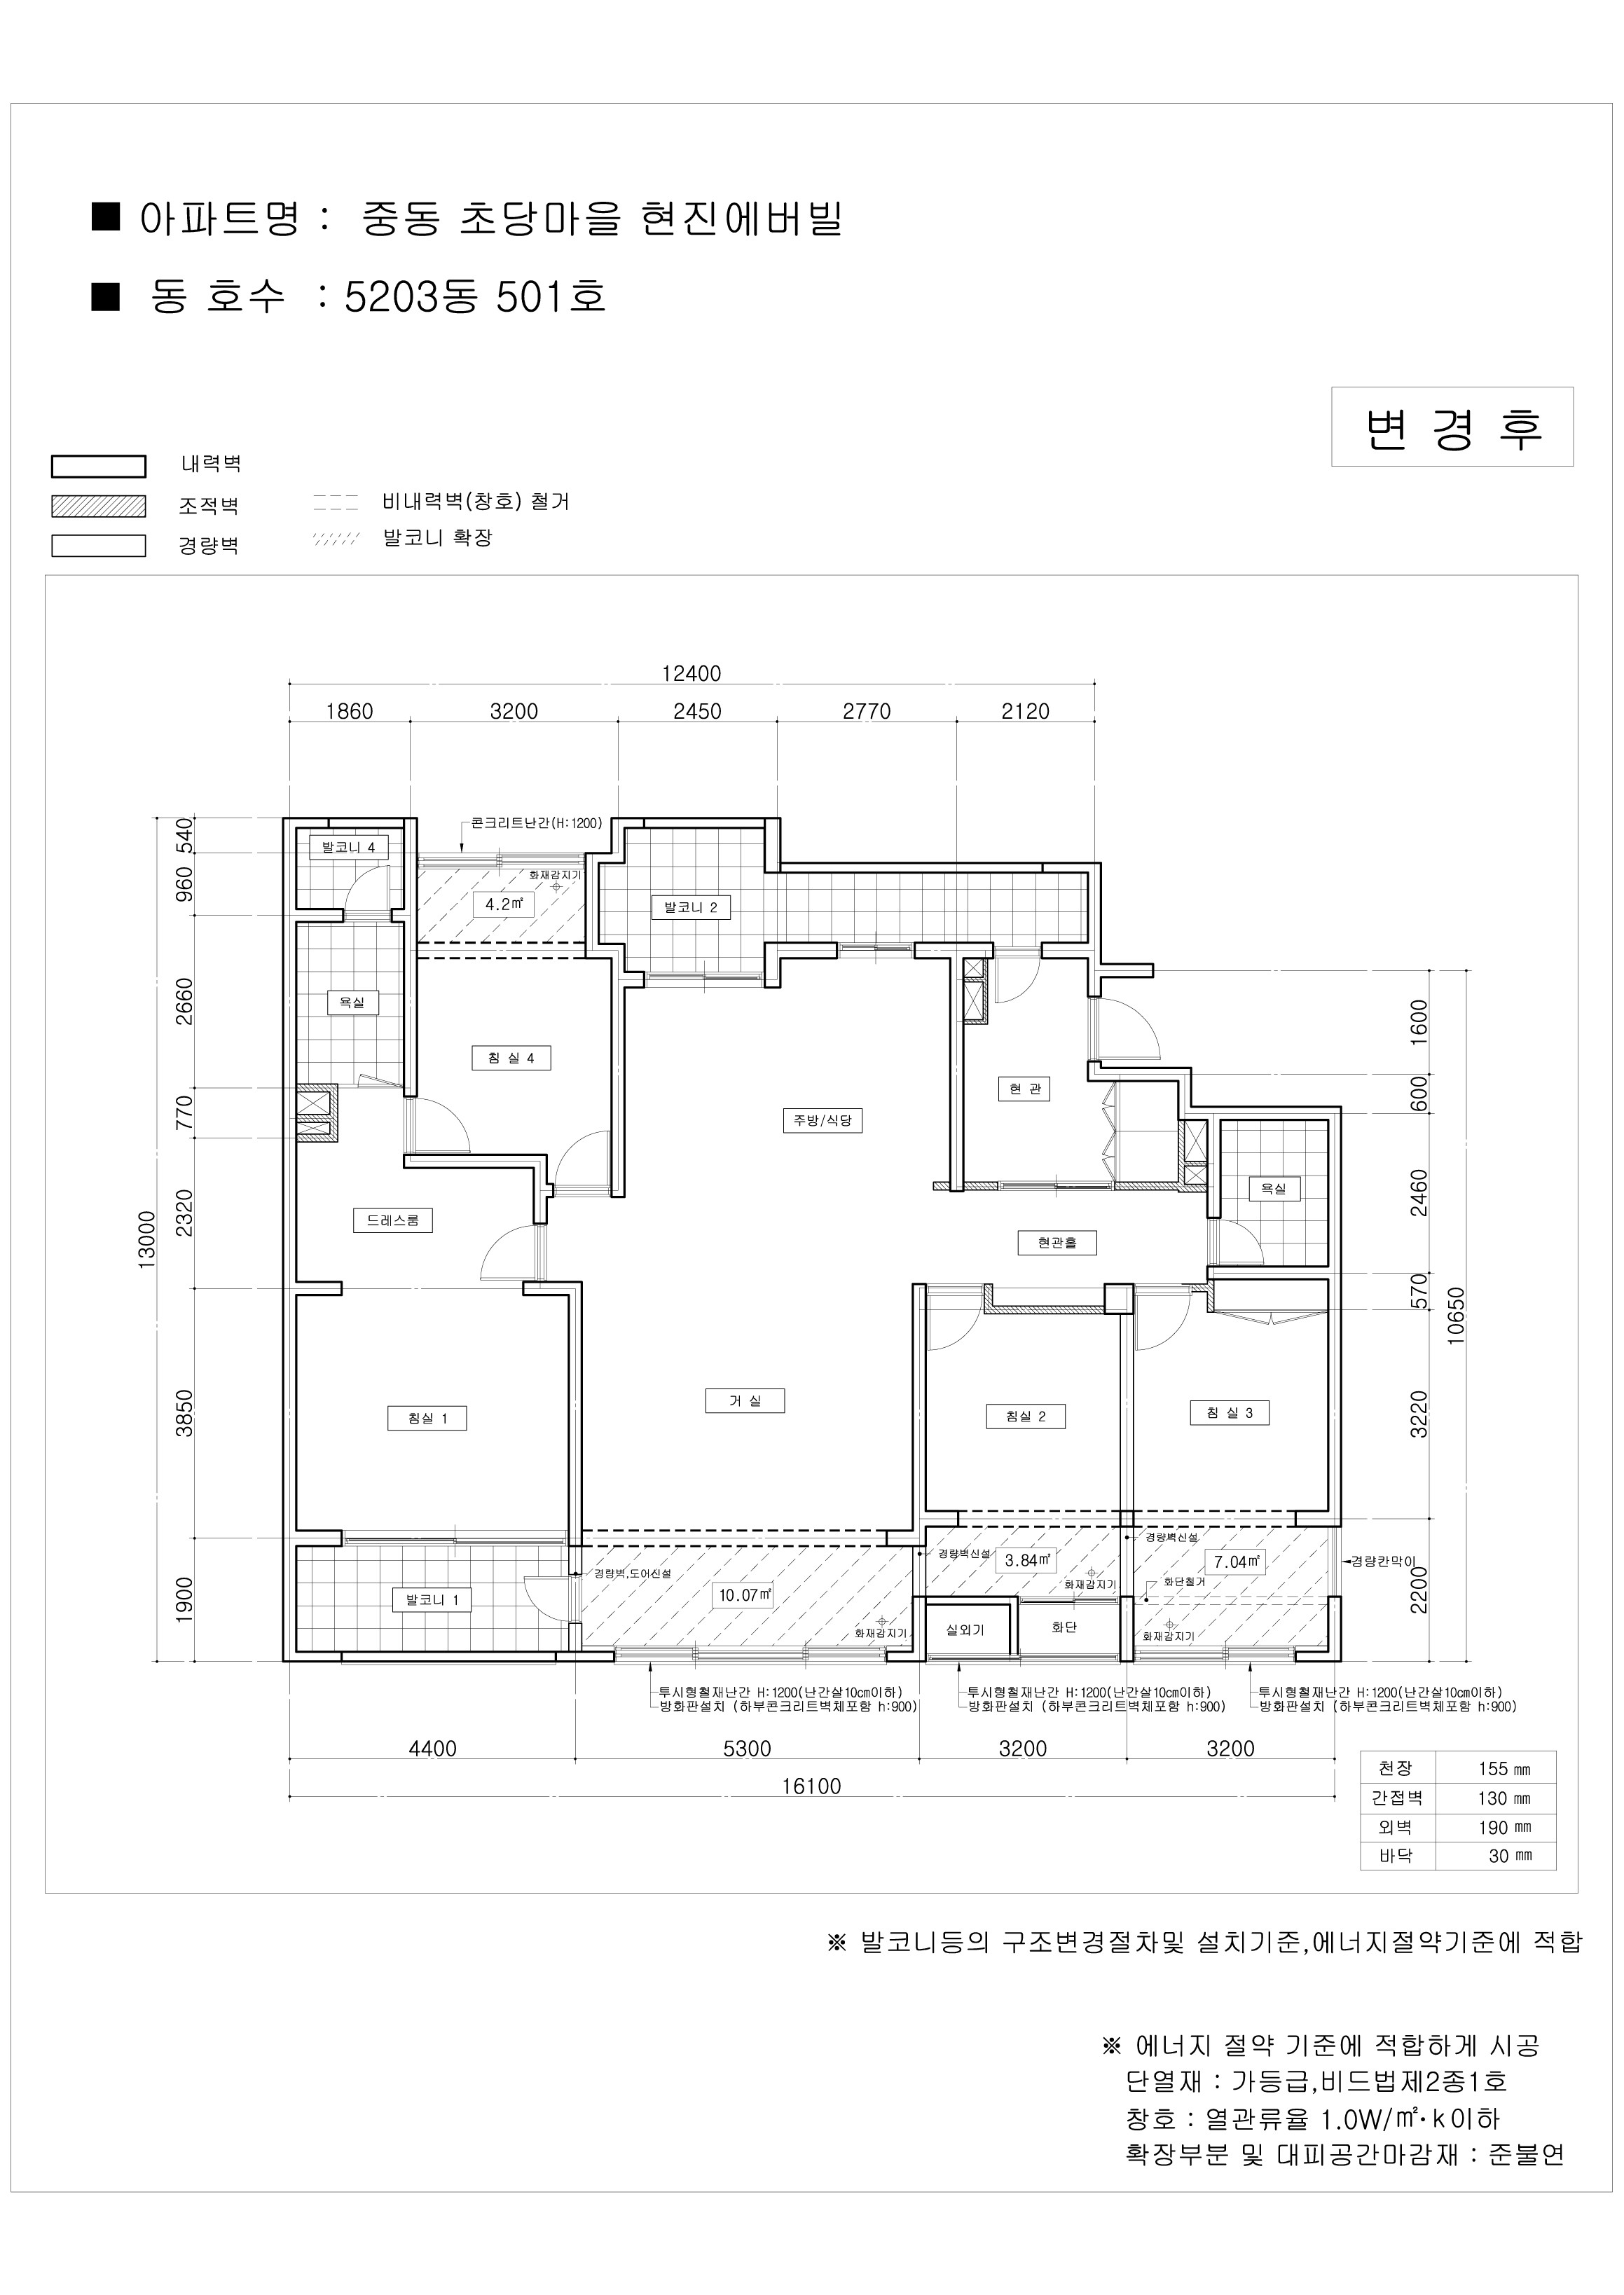 ■ 아파트명 : 중동 초당마을 현진에버빌
■ 동 호수 : 5203동 501호
변 경 후
내력벽
조적벽
경량벽
비내력벽(창호) 철거
발코니 확장
12400
1860 3200 2450 2770 2120
콘크리트난간(H:1200)
발코니 4
화재감지기
4.2㎡
발코니 2
욕실
침 실 4
현 관
주방/식당
욕실
드레스룸
현관홀
침실 1
거 실
침실 2
침 실 3
경량벽신설
경량벽신설
3.84㎡
7.04㎡
경량칸막이
경량벽,도어신설
화재감지기
화단철거
발코니 1
10.07㎡
화재감지기
실외기
화단
화재감지기
540
960
2660
770
2320
3850
1900
13000
1600
600
2460
570
3220
2200
10650
투시형철재난간 H:1200(난간살10㎝이하)
방화판설치 (하부콘크리트벽체포함 h:900)
투시형철재난간 H:1200(난간살10㎝이하)
방화판설치 (하부콘크리트벽체포함 h:900)
투시형철재난간 H:1200(난간살10㎝이하)
방화판설치 (하부콘크리트벽체포함 h:900)
4400 5300 3200 3200
16100
천장 155 ㎜
간접벽 130 ㎜
외벽 190 ㎜
바닥 30 ㎜
※ 발코니등의 구조변경절차및 설치기준,에너지절약기준에 적합
※ 에너지 절약 기준에 적합하게 시공
단열재 : 가등급,비드법제2종1호
창호 : 열관류율 1.0W/㎡·k이하
확장부분 및 대피공간마감재 : 준불연